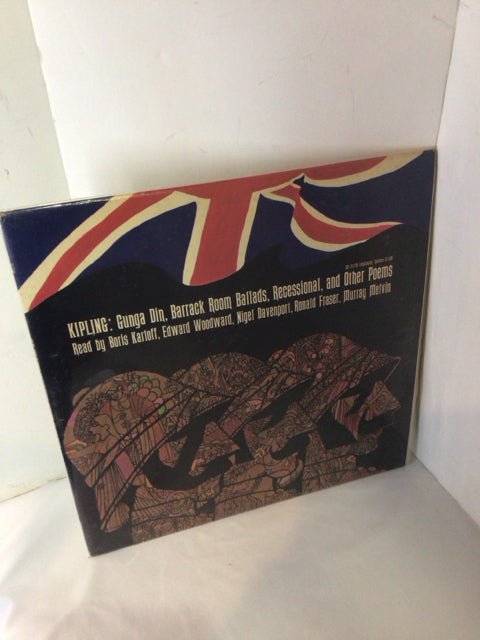 KIPLING: Gunga Din, Barrack Room Ballads, Recessional, and Other Poems
Read by Boris Karloff, Edward Woodward, Nigel Davenport, Ronald Fraser, Murray Melvin